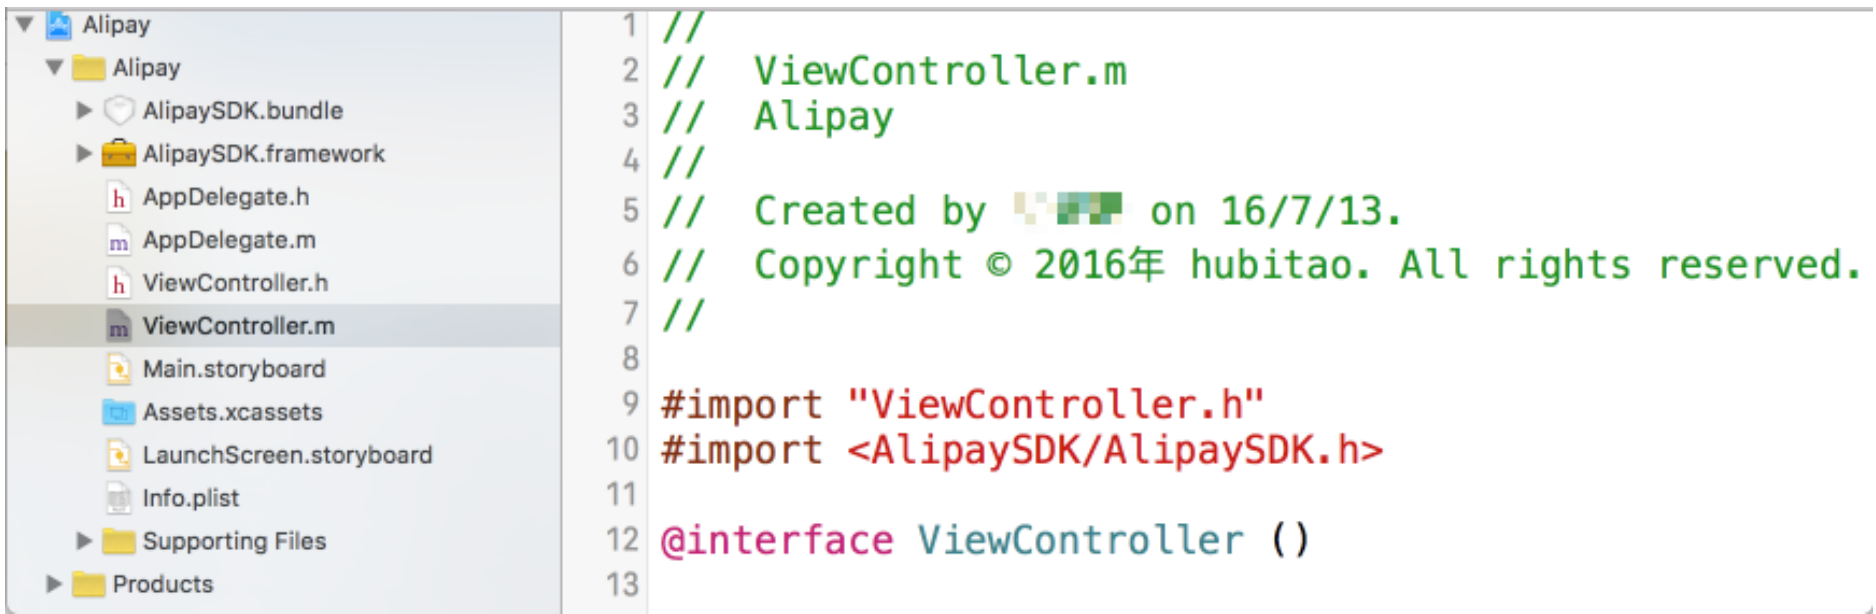 Alipay
Alipay
AlipaySDK.bundle
AlipaySDK.framework
h AppDelegate.h
m AppDelegate.m
h ViewController.h
m ViewController.m
Main.storyboard
Assets.xcassets
LaunchScreen.storyboard
Info.plist
Supporting Files
Products
1 //
2 // ViewController.m
3 // Alipay
4 //
5 // Created by on 16/7/13.
6 // Copyright © 2016年 hubitao. All rights reserved.
7 //
8
9 #import "ViewController.h"
10 #import <AlipaySDK/AlipaySDK.h>
11
12 @interface ViewController ()
13